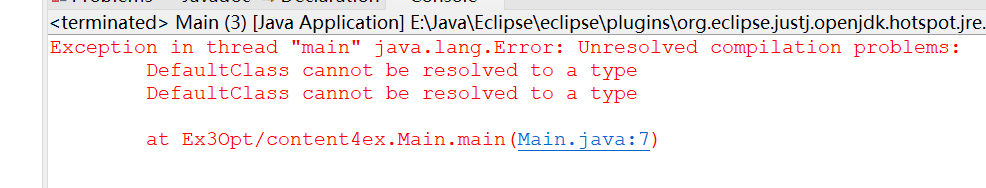 <terminated> Main (3) [Java Application] E:\Java\Eclipse\eclipse\plugins\org.eclipse.justj.openjdk.hotspot.jre.
Exception in thread "main" java.lang.Error: Unresolved compilation problems:
DefaultClass cannot be resolved to a type
DefaultClass cannot be resolved to a type
at Ex3Opt/content4ex.Main.main(Main.java:7)